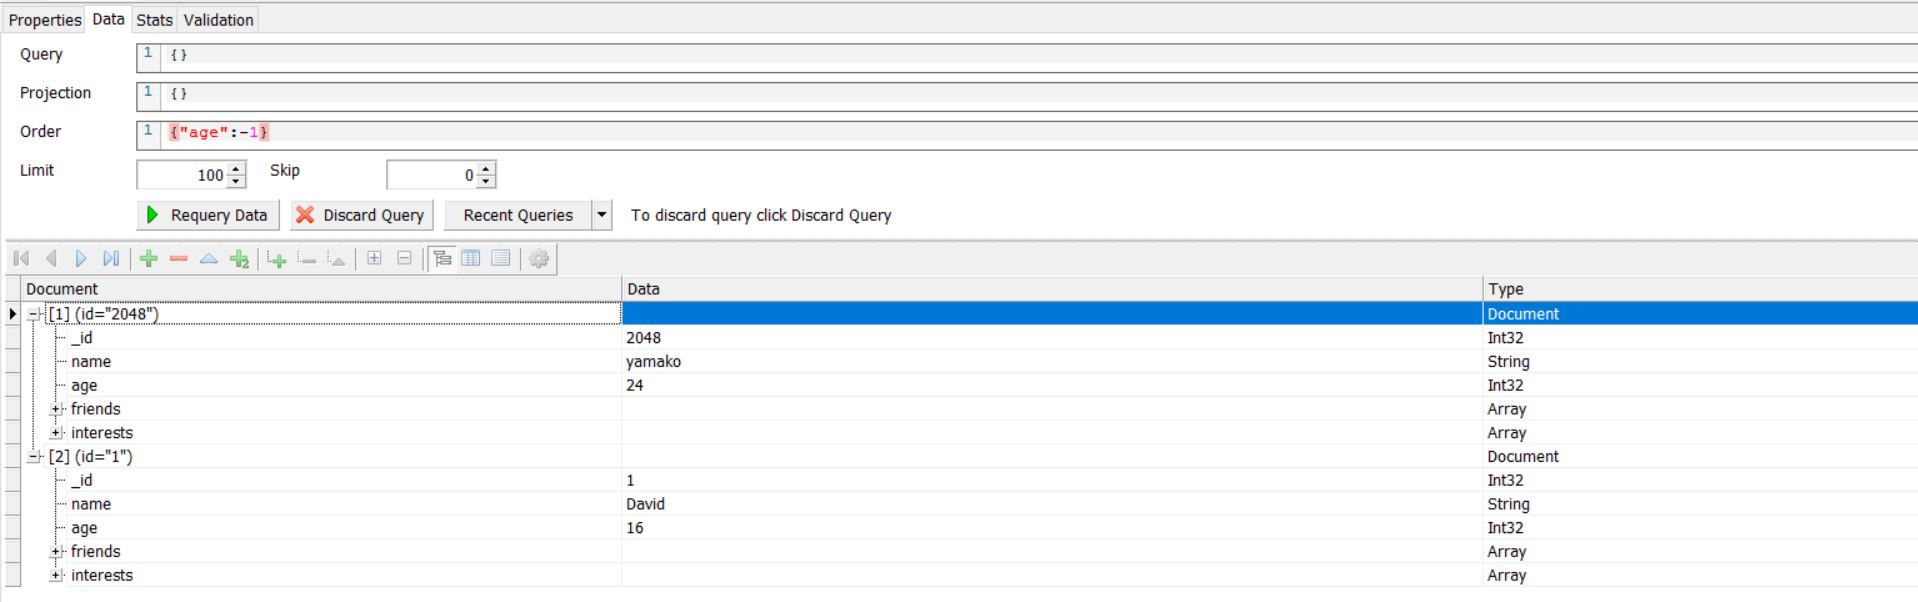 Properties Data Stats Validation
Query 1 {}
Projection 1 {}
Order 1 {"age":-1}
Limit 100 Skip 0
Requery Data Discard Query Recent Queries To discard query click Discard Query
2
Document Data Type
[1] (id="2048") Document
_id 2048 Int32
name yamako String
age 24 Int32
friends Array
interests Array
[2] (id="1") Document
_id 1 Int32
name David String
age 16 Int32
friends Array
interests Array